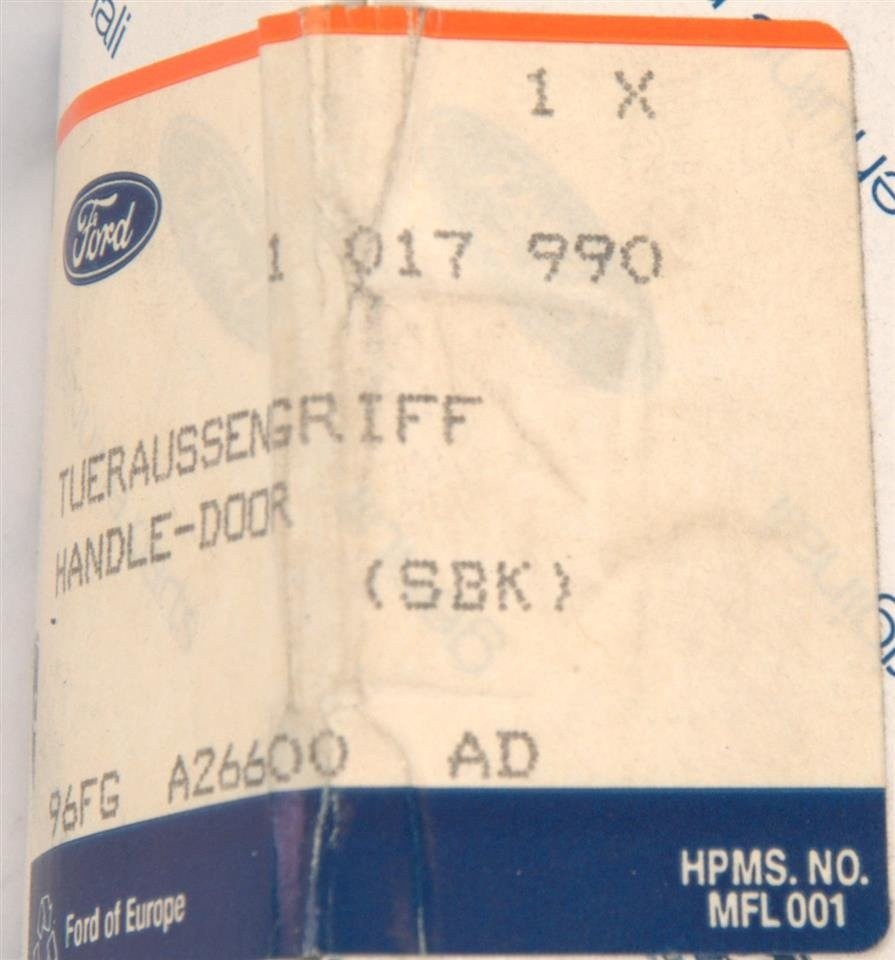 1 X
Ford
1 017 990
TUERAUSSENGRIFF
HANDLE-DOOR
(SBK)
96FG A26600 AD
HPMS. NO.
MFL 001
Ford of Europe